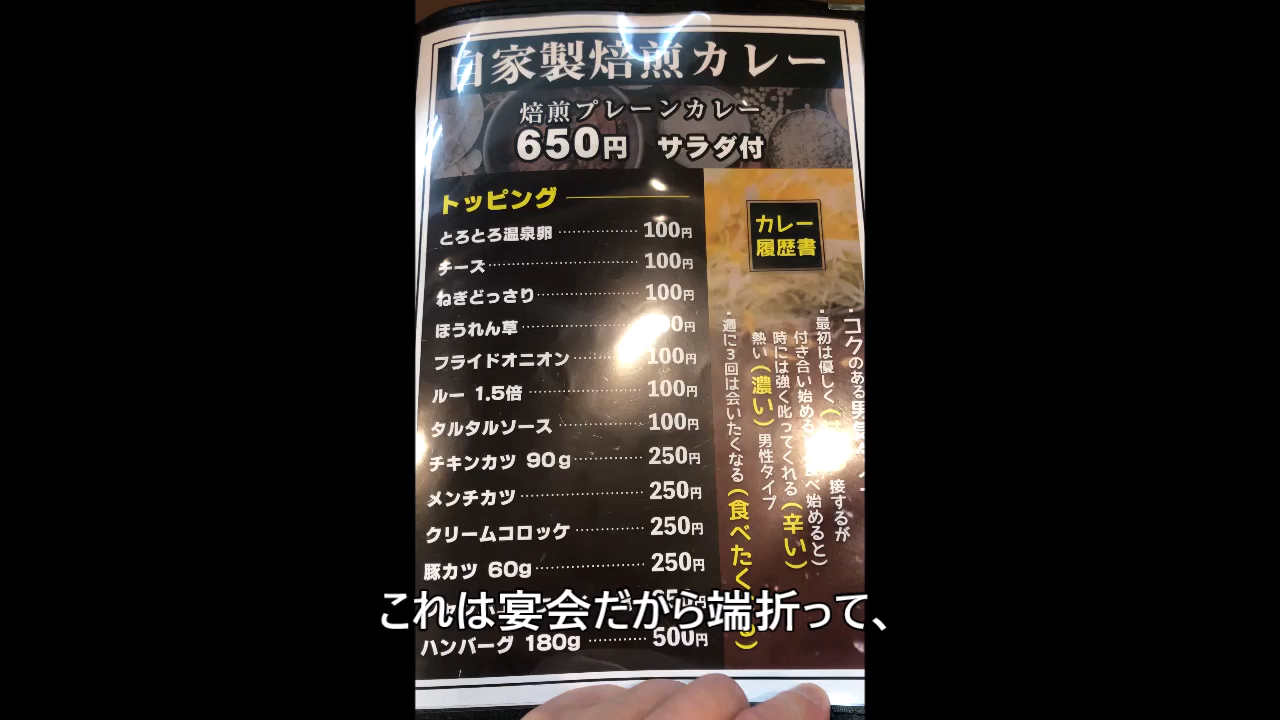 自家製焙煎カレー
焙煎プレーンカレー
650円 サラダ付
トッピング
とろとろ温泉卵 100円
チーズ 100円
ねぎどっさり 100円
ほうれん草 00円
フライドオニオン 100円
ルー 1.5倍 100円
タルタルソース 100円
チキンカツ 90g 250円
メンチカツ 250円
クリームコロッケ 250円
豚カツ 60g 250円
ハンバーグ 180g 500円
カレー
履歴書
・コクのある男
・最初は優しく 接するが
付き合い始める べ始めると)
時には強く叱ってくれる(辛い)
熱い(濃い)男性タイプ
・週に3回は会いたくなる(食べたく る)
これは宴会だから端折って、